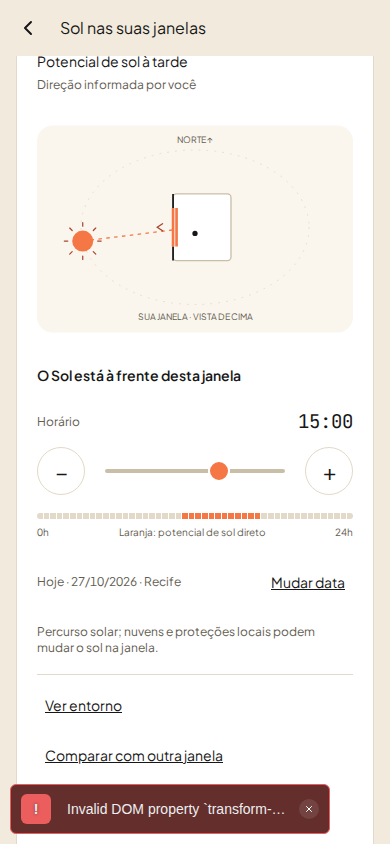 Sol nas suas janelas
Potencial de sol à tarde
Direção informada por você
NORTE↑
SUA JANELA · VISTA DE CIMA
O Sol está à frente desta janela
Horário
15:00
−
+
0h
Laranja: potencial de sol direto
24h
Hoje · 27/10/2026 · Recife
Mudar data
Percurso solar; nuvens e proteções locais podem
mudar o sol na janela.
Ver entorno
Comparar com outra janela
!
Invalid DOM property `transform-...